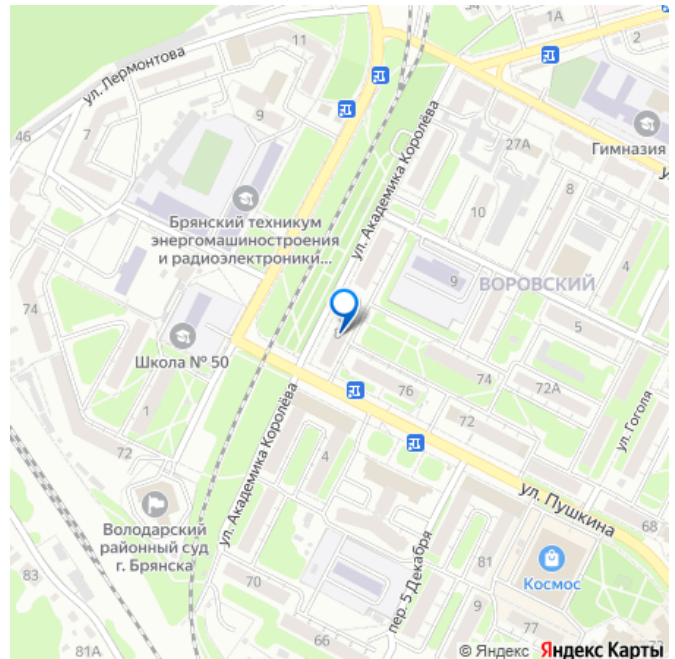 1А
2
11
ул. Лермонтова
9
46
7
ул. Академика Королёва
27А
Гимназия
8
10
Брянский техникум
энергомашиностроения
и радиоэлектроники...
9
4
ВОРОВСКИЙ
74
5
Школа № 50
74
76
72А
1
72
ул. Гоголя
72
4
ул. Академика Королёва
ул. Пушкина
68
Володарский
районный суд
г. Брянска
пер. 5 Декабря
81
Космос
83
70
9
77
66
81А
© Яндекс Яндекс Карты